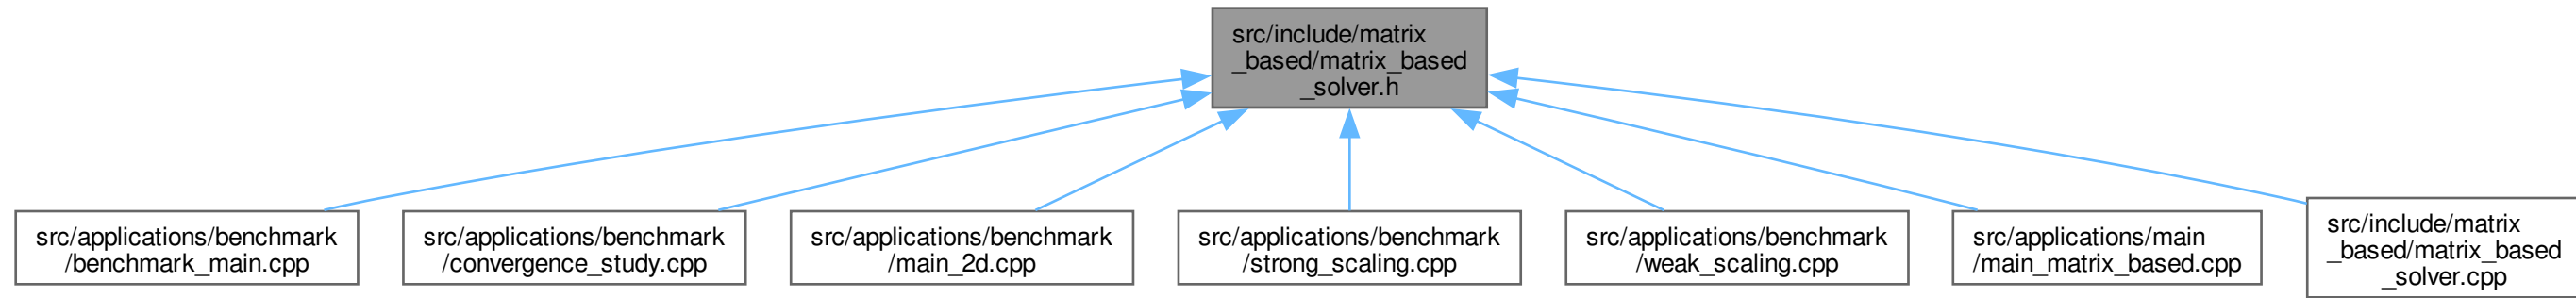 src/include/matrix
_based/matrix_based
_solver.h
src/applications/benchmark
/benchmark_main.cpp
src/applications/benchmark
/convergence_study.cpp
src/applications/benchmark
/main_2d.cpp
src/applications/benchmark
/strong_scaling.cpp
src/applications/benchmark
/weak_scaling.cpp
src/applications/main
/main_matrix_based.cpp
src/include/matrix
_based/matrix_based
_solver.cpp